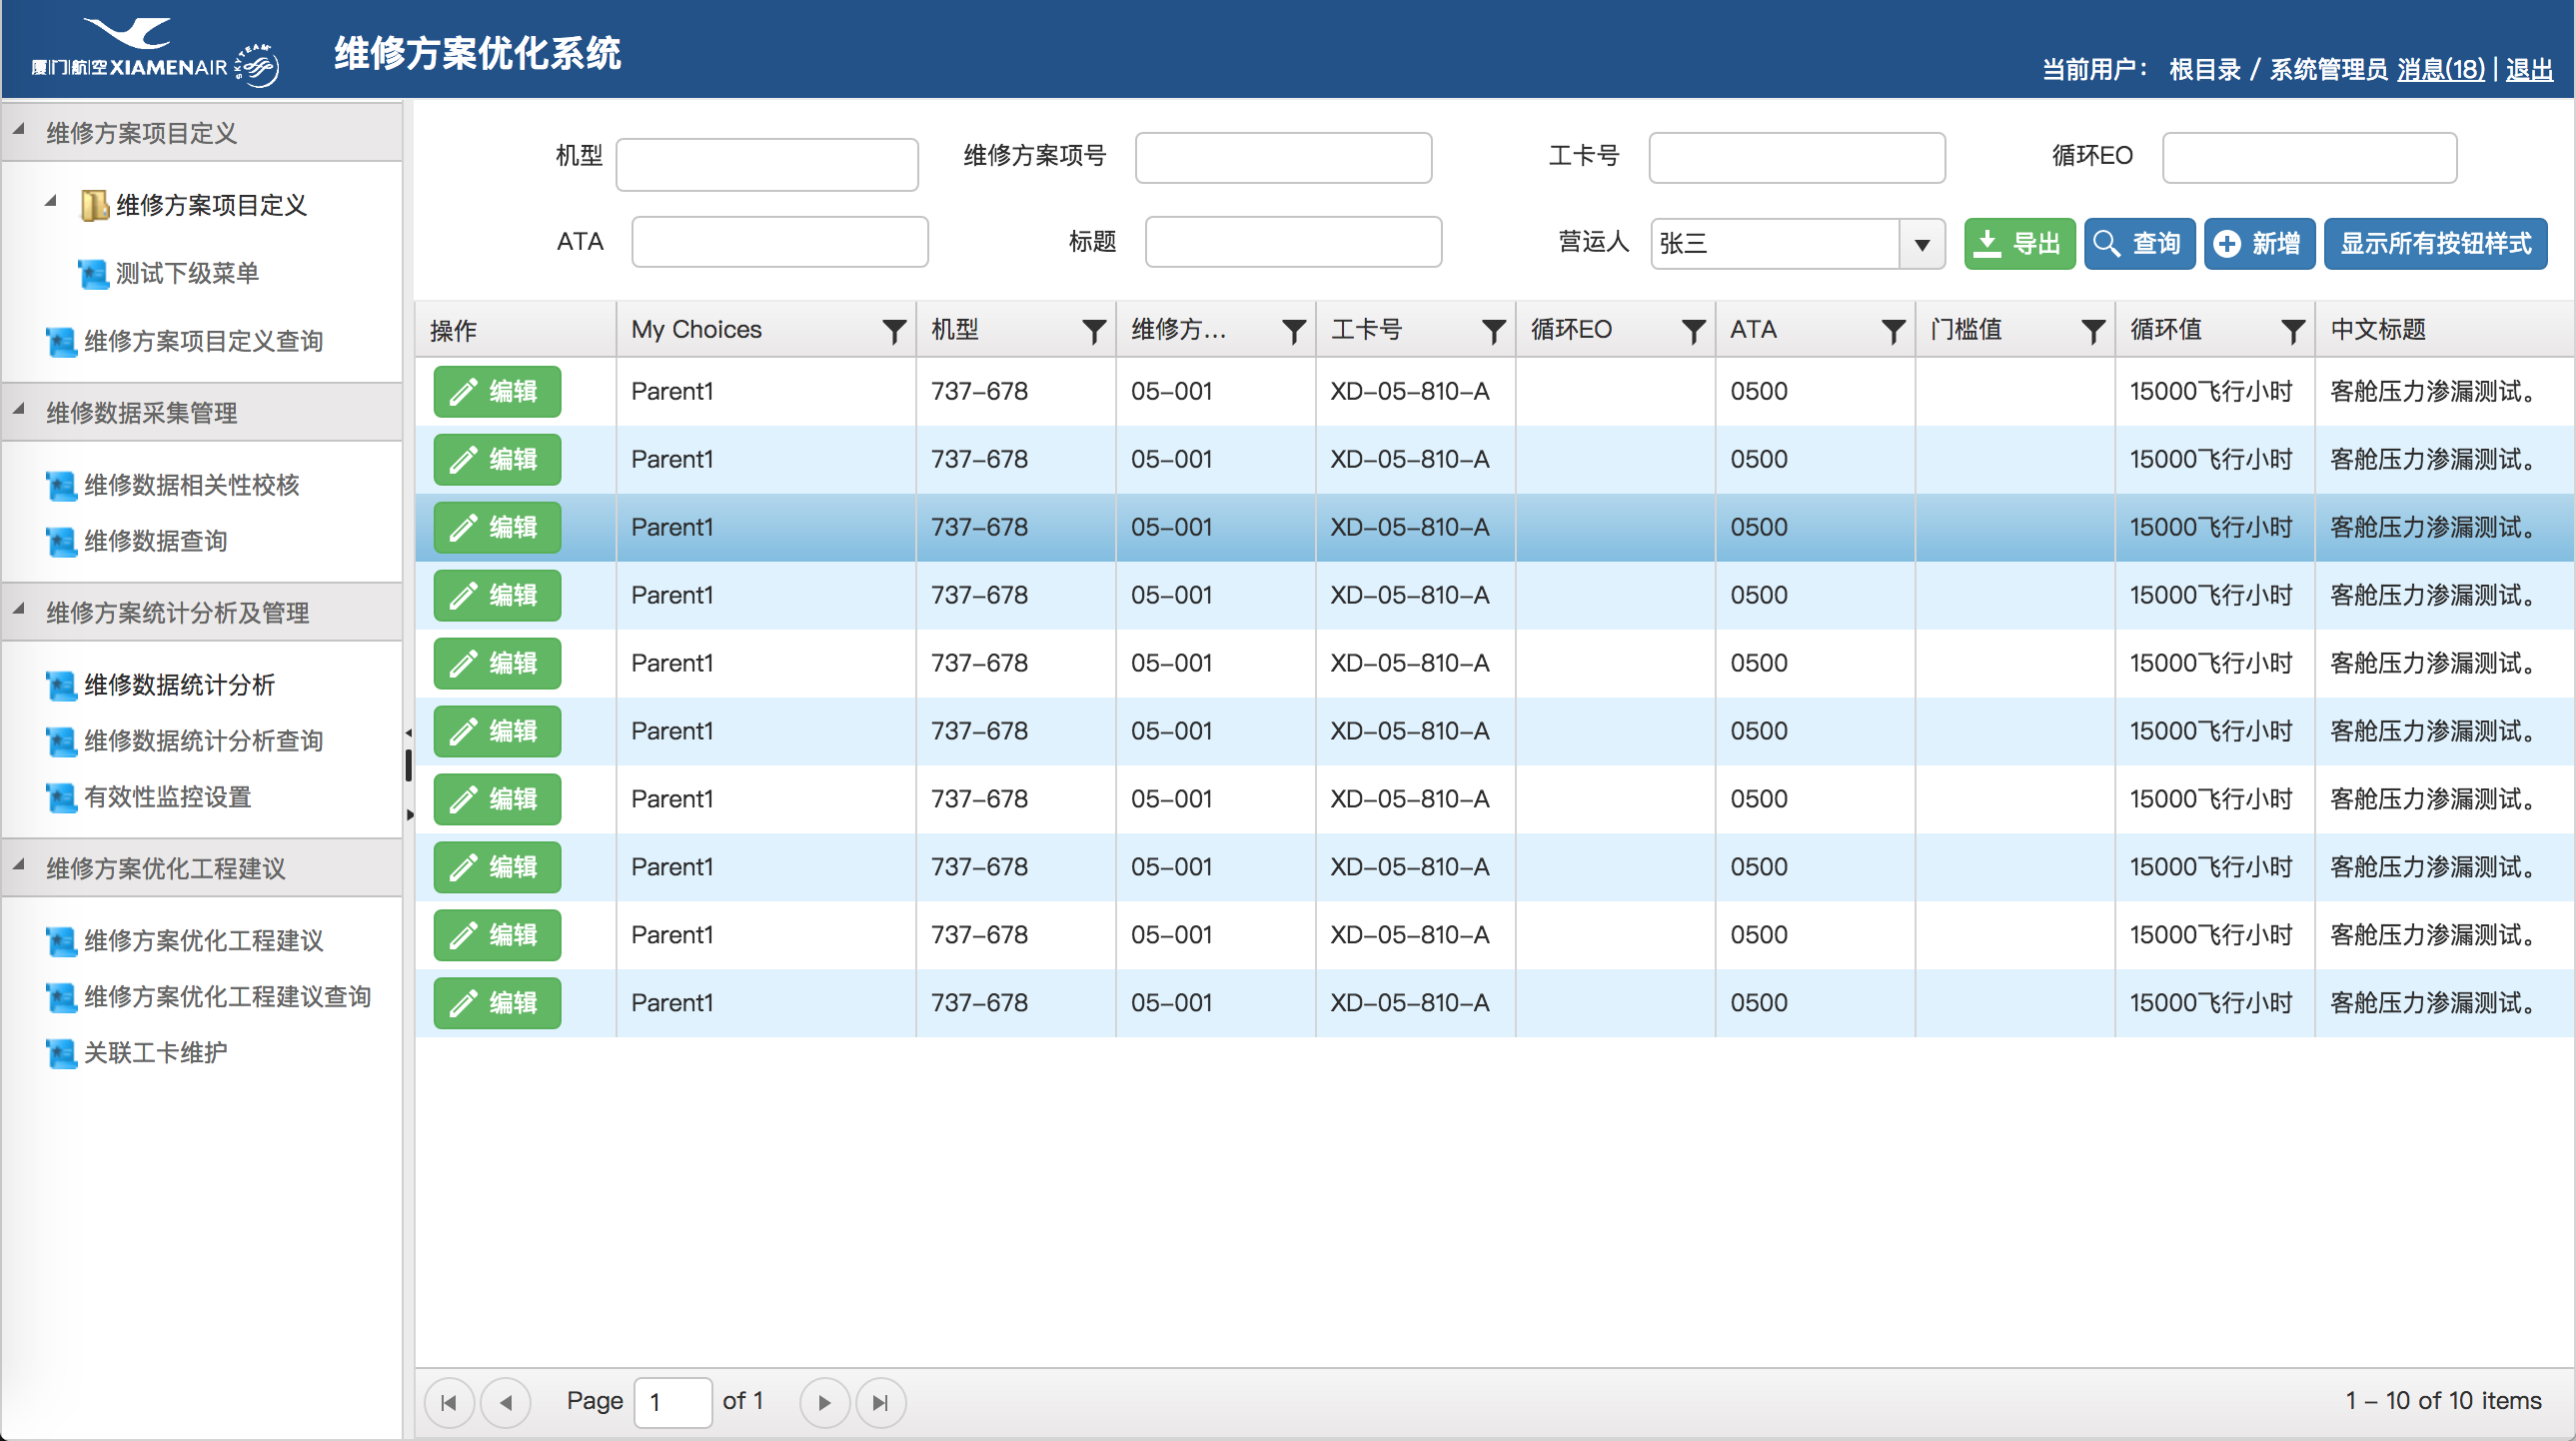 厦门航空 XIAMENAIR SKYTEAM
维修方案优化系统
当前用户： 根目录 / 系统管理员 消息(18) | 退出
维修方案项目定义
维修方案项目定义
测试下级菜单
维修方案项目定义查询
维修数据采集管理
维修数据相关性校核
维修数据查询
维修方案统计分析及管理
维修数据统计分析
维修数据统计分析查询
有效性监控设置
维修方案优化工程建议
维修方案优化工程建议
维修方案优化工程建议查询
关联工卡维护
机型 维修方案项号 工卡号 循环EO
ATA 标题 营运人 张三 导出 查询 新增 显示所有按钮样式
操作 My Choices 机型 维修方... 工卡号 循环EO ATA 门槛值 循环值 中文标题
编辑 Parent1 737-678 05-001 XD-05-810-A 0500 15000飞行小时 客舱压力渗漏测试。
编辑 Parent1 737-678 05-001 XD-05-810-A 0500 15000飞行小时 客舱压力渗漏测试。
编辑 Parent1 737-678 05-001 XD-05-810-A 0500 15000飞行小时 客舱压力渗漏测试。
编辑 Parent1 737-678 05-001 XD-05-810-A 0500 15000飞行小时 客舱压力渗漏测试。
编辑 Parent1 737-678 05-001 XD-05-810-A 0500 15000飞行小时 客舱压力渗漏测试。
编辑 Parent1 737-678 05-001 XD-05-810-A 0500 15000飞行小时 客舱压力渗漏测试。
编辑 Parent1 737-678 05-001 XD-05-810-A 0500 15000飞行小时 客舱压力渗漏测试。
编辑 Parent1 737-678 05-001 XD-05-810-A 0500 15000飞行小时 客舱压力渗漏测试。
编辑 Parent1 737-678 05-001 XD-05-810-A 0500 15000飞行小时 客舱压力渗漏测试。
编辑 Parent1 737-678 05-001 XD-05-810-A 0500 15000飞行小时 客舱压力渗漏测试。
Page 1 of 1
1 - 10 of 10 items